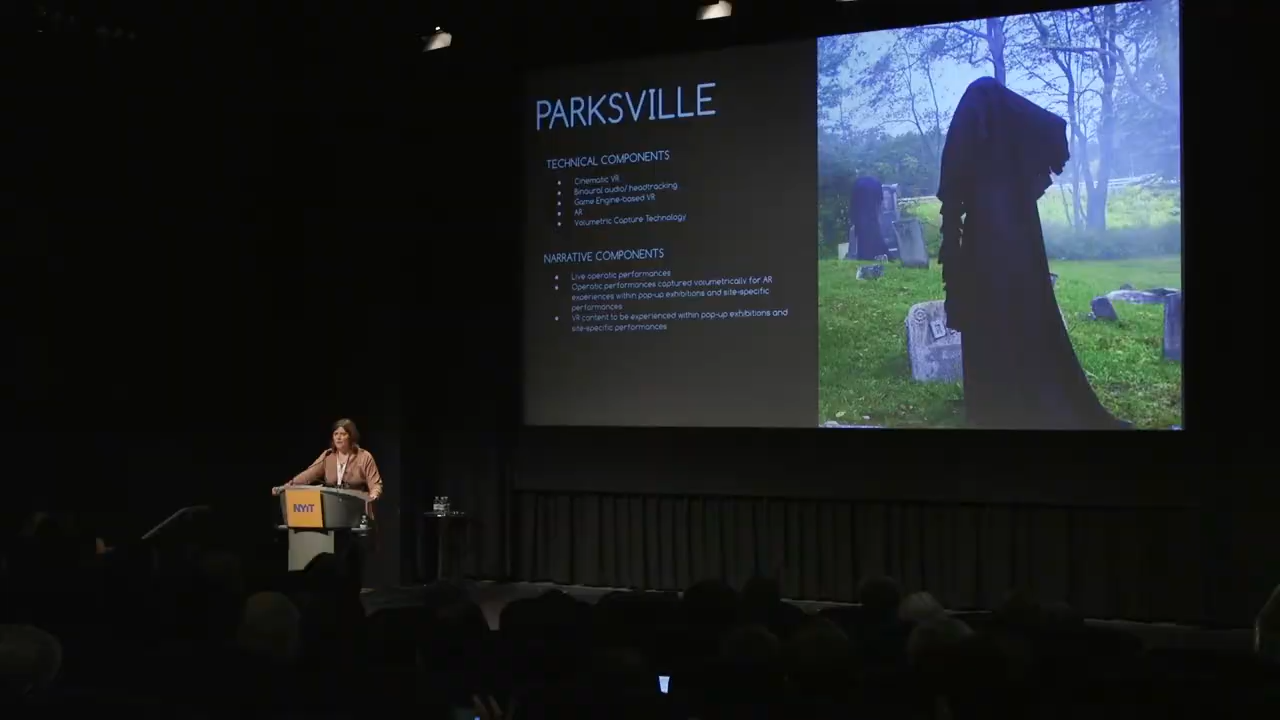 PARKSVILLE
TECHNICAL COMPONENTS
Cinematic VR
Binaural audio/ headtracking
Game Engine-based VR
AR
Volumetric Capture Technology
NARRATIVE COMPONENTS
Live operatic performances
Operatic performances captured volumetrically for AR
experiences within pop-up exhibitions and site-specific
performances
VR content to be experienced within pop-up exhibitions and
site-specific performances
NYIT